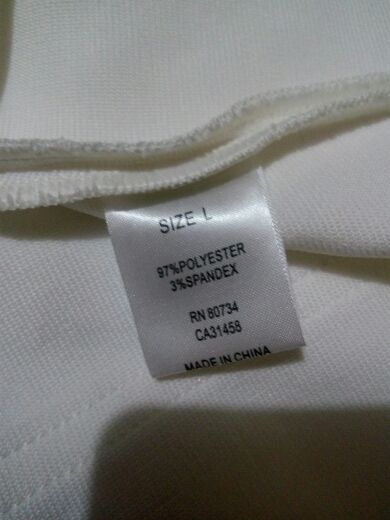 SIZE L
97%POLYESTER
3%SPANDEX
RN 80734
CA31458
MADE IN CHINA